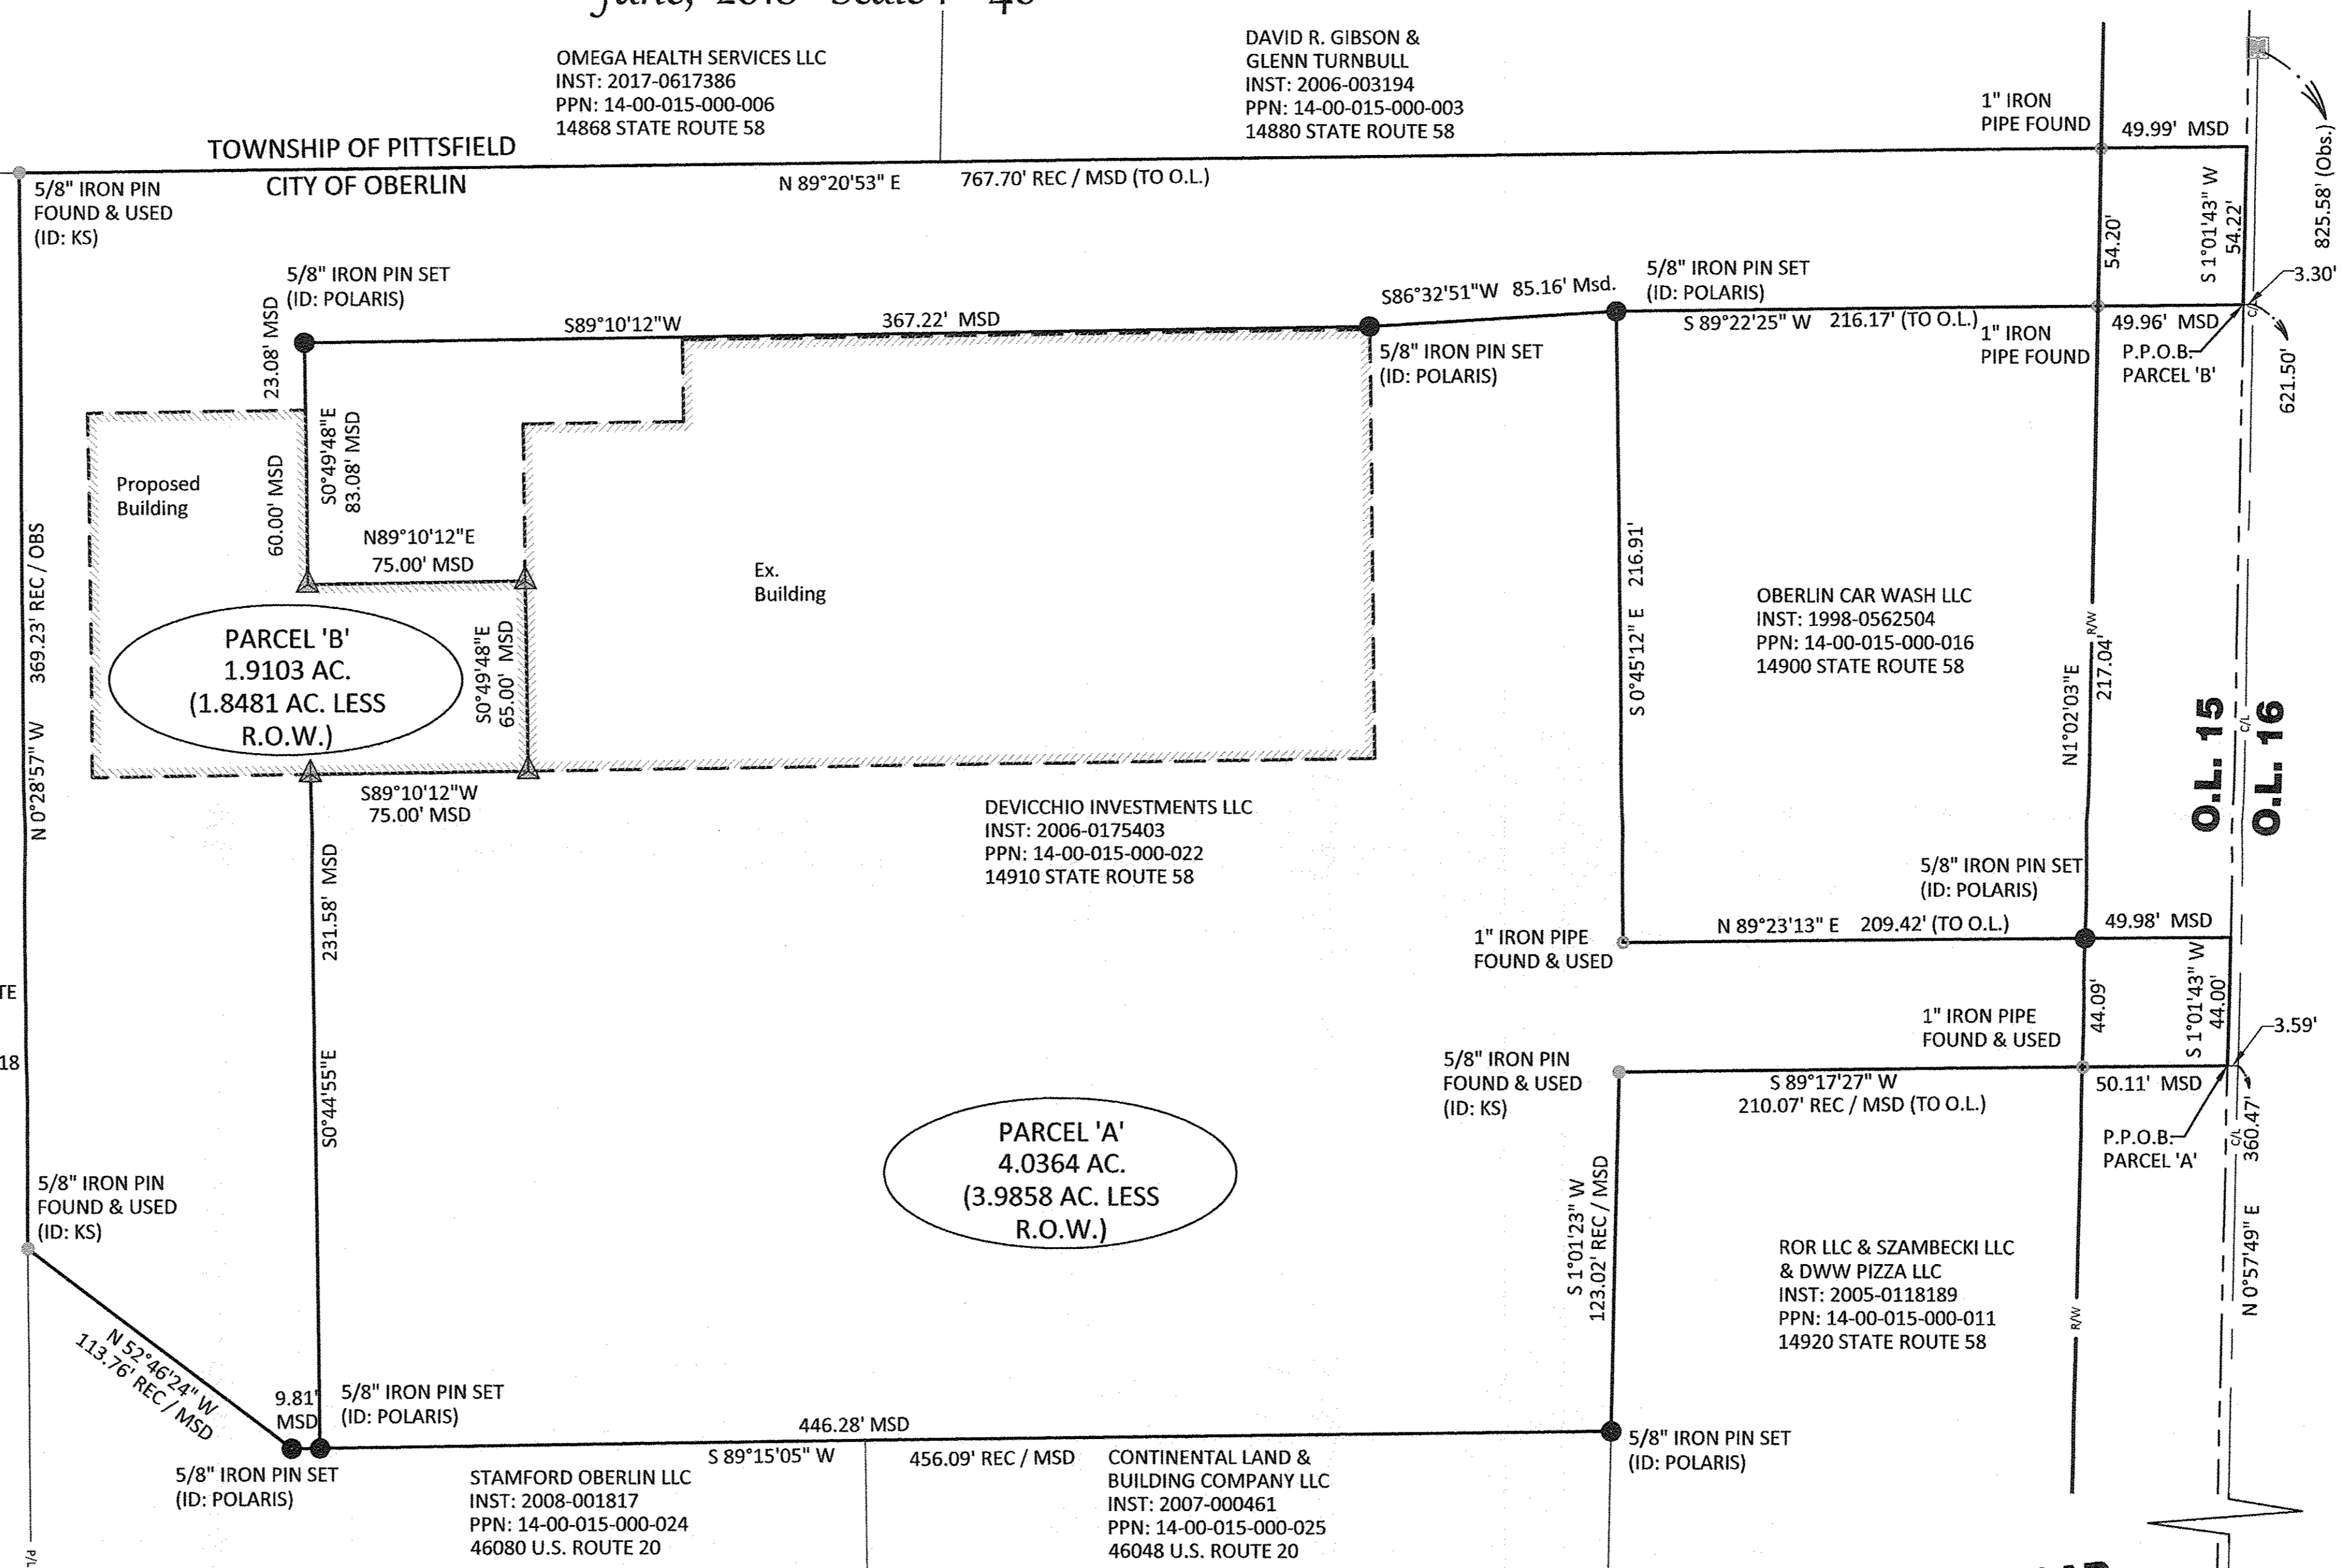 OMEGA HEALTH SERVICES LLC
INST: 2017-0617386
PPN: 14-00-015-000-006
14868 STATE ROUTE 58
DAVID R. GIBSON &
GLENN TURNBULL
INST: 2006-003194
PPN: 14-00-015-000-003
14880 STATE ROUTE 58
1" IRON
PIPE FOUND
49.99' MSD
825.58' (Obs.)
TOWNSHIP OF PITTSFIELD
CITY OF OBERLIN
N 89°20'53" E
767.70' REC / MSD (TO O.L.)
5/8" IRON PIN
FOUND & USED
(ID: KS)
S 1°01'43" W
54.22'
54.20'
3.30'
5/8" IRON PIN SET
(ID: POLARIS)
23.08' MSD
S89°10'12"W
367.22' MSD
S86°32'51"W 85.16' Msd.
5/8" IRON PIN SET
(ID: POLARIS)
S 89°22'25" W 216.17' (TO O.L.)
1" IRON
PIPE FOUND
49.96' MSD
P.P.O.B.
PARCEL 'B'
C/L
621.50'
5/8" IRON PIN SET
(ID: POLARIS)
Proposed
Building
60.00' MSD
S0°49'48"E
83.08' MSD
N89°10'12"E
75.00' MSD
Ex.
Building
N 0°28'57" W 369.23' REC / OBS
PARCEL 'B'
1.9103 AC.
(1.8481 AC. LESS
R.O.W.)
S0°49'48"E
65.00' MSD
S89°10'12"W
75.00' MSD
S 0°45'12" E 216.91'
OBERLIN CAR WASH LLC
INST: 1998-0562504
PPN: 14-00-015-000-016
14900 STATE ROUTE 58
R/W
N1°02'03"E
217.04'
O.L. 15
C/L
O.L. 16
DEVICCHIO INVESTMENTS LLC
INST: 2006-0175403
PPN: 14-00-015-000-022
14910 STATE ROUTE 58
231.58' MSD
S0°44'55"E
5/8" IRON PIN SET
(ID: POLARIS)
1" IRON PIPE
FOUND & USED
N 89°23'13" E 209.42' (TO O.L.)
49.98' MSD
TE
18
1" IRON PIPE
FOUND & USED
44.09'
S 1°01'43" W
44.00'
3.59'
5/8" IRON PIN
FOUND & USED
(ID: KS)
S 89°17'27" W
210.07' REC / MSD (TO O.L.)
50.11' MSD
P.P.O.B.
PARCEL 'A'
C/L
360.47'
N 0°57'49" E
PARCEL 'A'
4.0364 AC.
(3.9858 AC. LESS
R.O.W.)
S 1°01'23" W
123.02' REC / MSD
5/8" IRON PIN
FOUND & USED
(ID: KS)
ROR LLC & SZAMBECKI LLC
& DWW PIZZA LLC
INST: 2005-0118189
PPN: 14-00-015-000-011
14920 STATE ROUTE 58
R/W
N 52°46'24" W
113.76' REC / MSD
9.81'
MSD
5/8" IRON PIN SET
(ID: POLARIS)
446.28' MSD
S 89°15'05" W
456.09' REC / MSD
5/8" IRON PIN SET
(ID: POLARIS)
5/8" IRON PIN SET
(ID: POLARIS)
STAMFORD OBERLIN LLC
INST: 2008-001817
PPN: 14-00-015-000-024
46080 U.S. ROUTE 20
CONTINENTAL LAND &
BUILDING COMPANY LLC
INST: 2007-000461
PPN: 14-00-015-000-025
46048 U.S. ROUTE 20
P/L